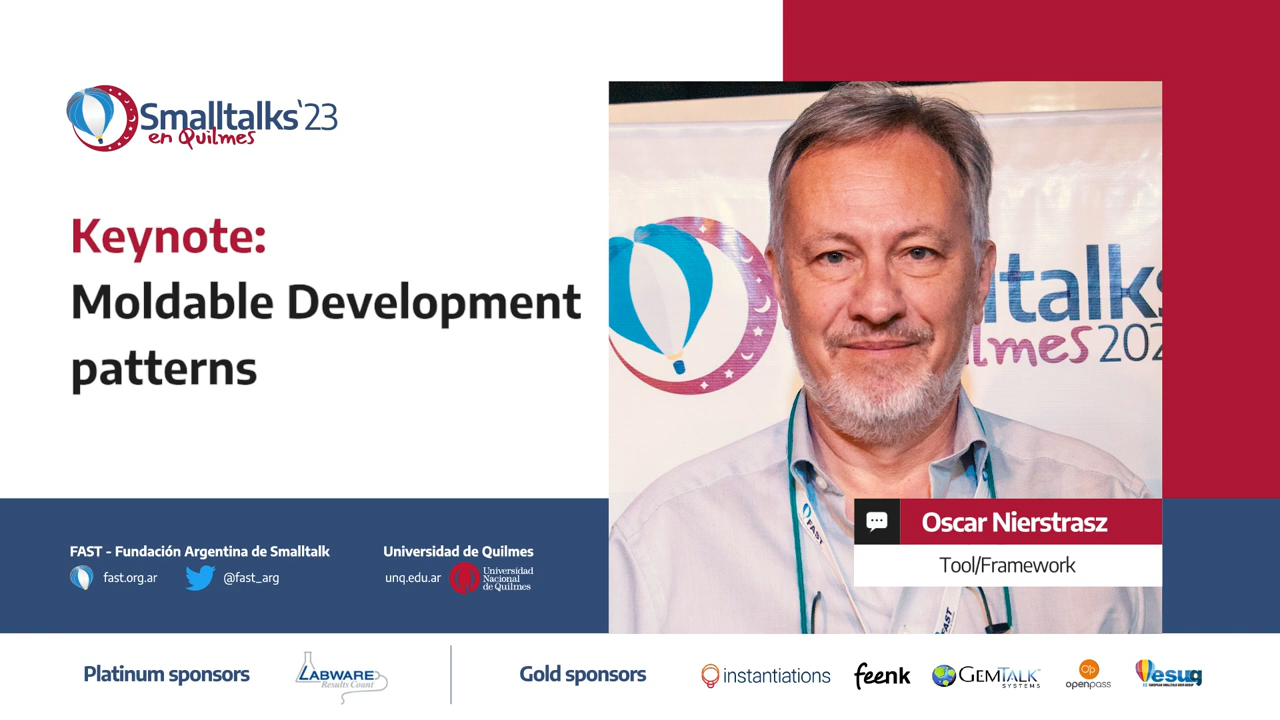 Smalltalks'23
en Quilmes
Keynote:
Moldable Development
patterns
talks
lmes 202
FAST
FAST
Oscar Nierstrasz
Tool/Framework
FAST - Fundación Argentina de Smalltalk
fast.org.ar
@fast_arg
Universidad de Quilmes
unq.edu.ar
Universidad
Nacional
de Quilmes
Platinum sponsors
LABWARE
Results Count
Gold sponsors
instantiations
feenk
GEMTALK
SYSTEMS
openpass
esug